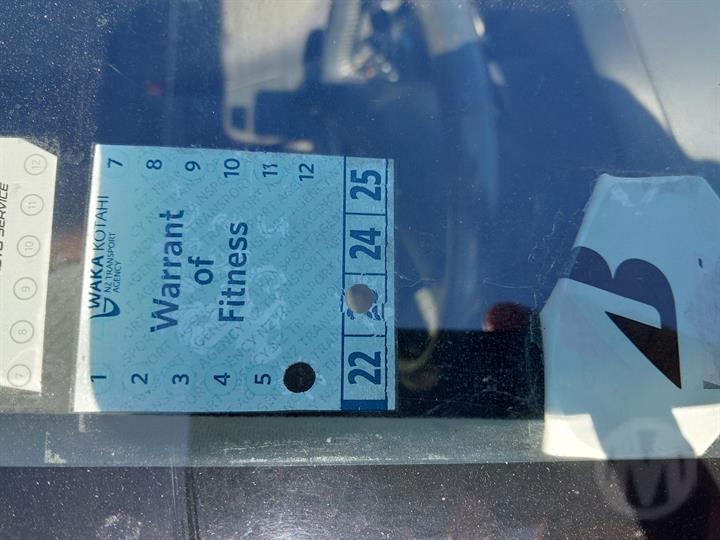 WAKA KOTAHI
NZ TRANSPORT
AGENCY
Warrant
of
Fitness
1
2
3
4
5
7
8
9
10
11
12
22
24
25
SERVICE
7
8
9
10
11
12
B
M